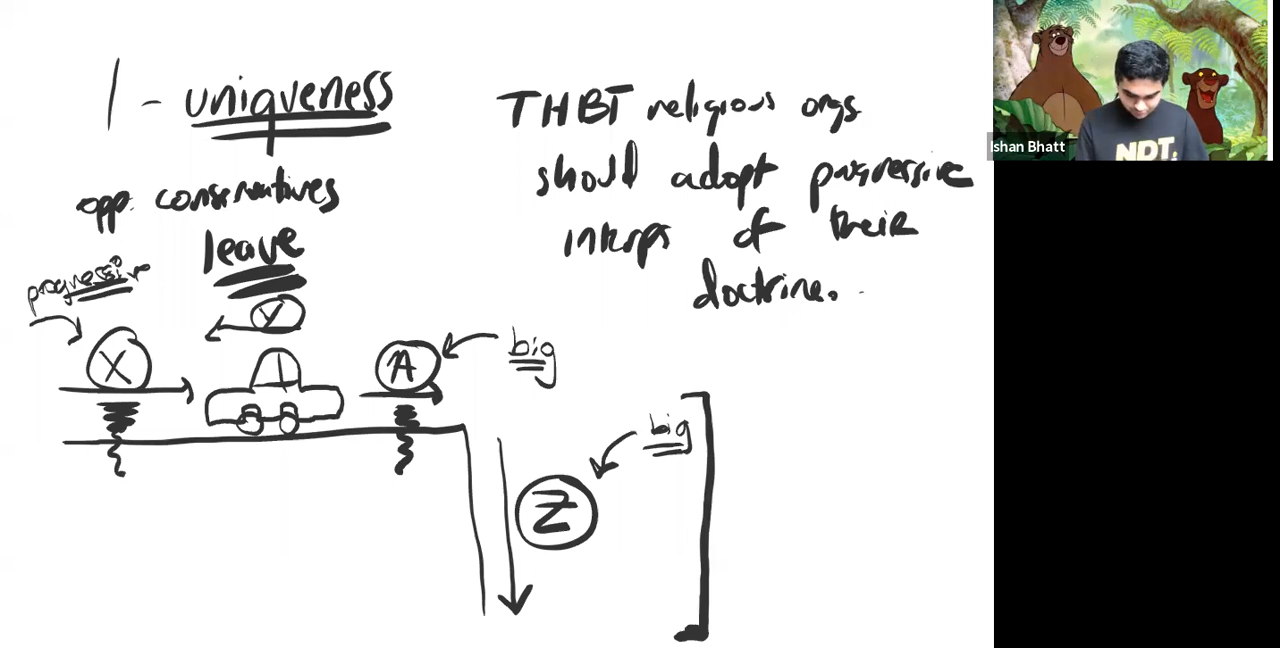 1 - uniqueness
opp: conservatives
leave
progressive
X
Y
A
big
big
Z
THBT religious orgs
should adopt progressive
interps of their
doctrine.
Ishan Bhatt
NDT.